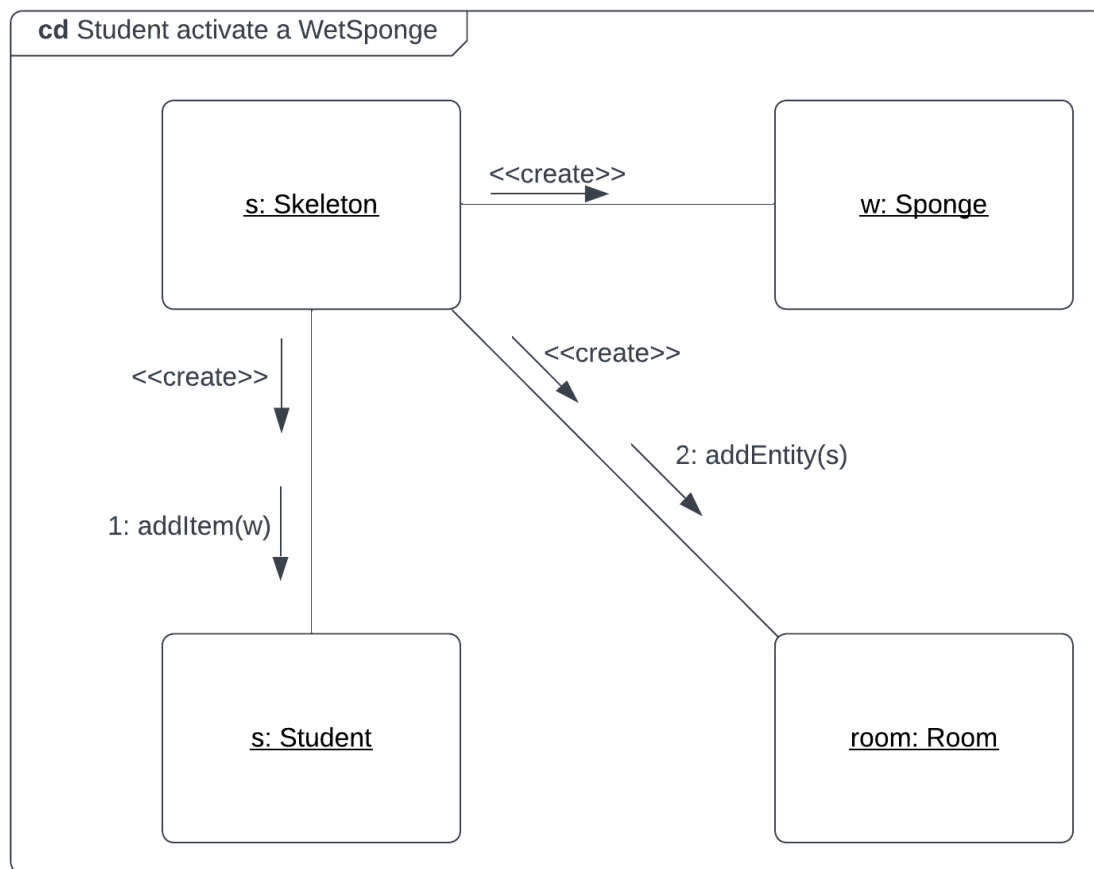 cd Student activate a WetSponge
<<create>>
s: Skeleton
w: Sponge
<<create>>
<<create>>
2: addEntity(s)
1: addItem(w)
s: Student
room: Room